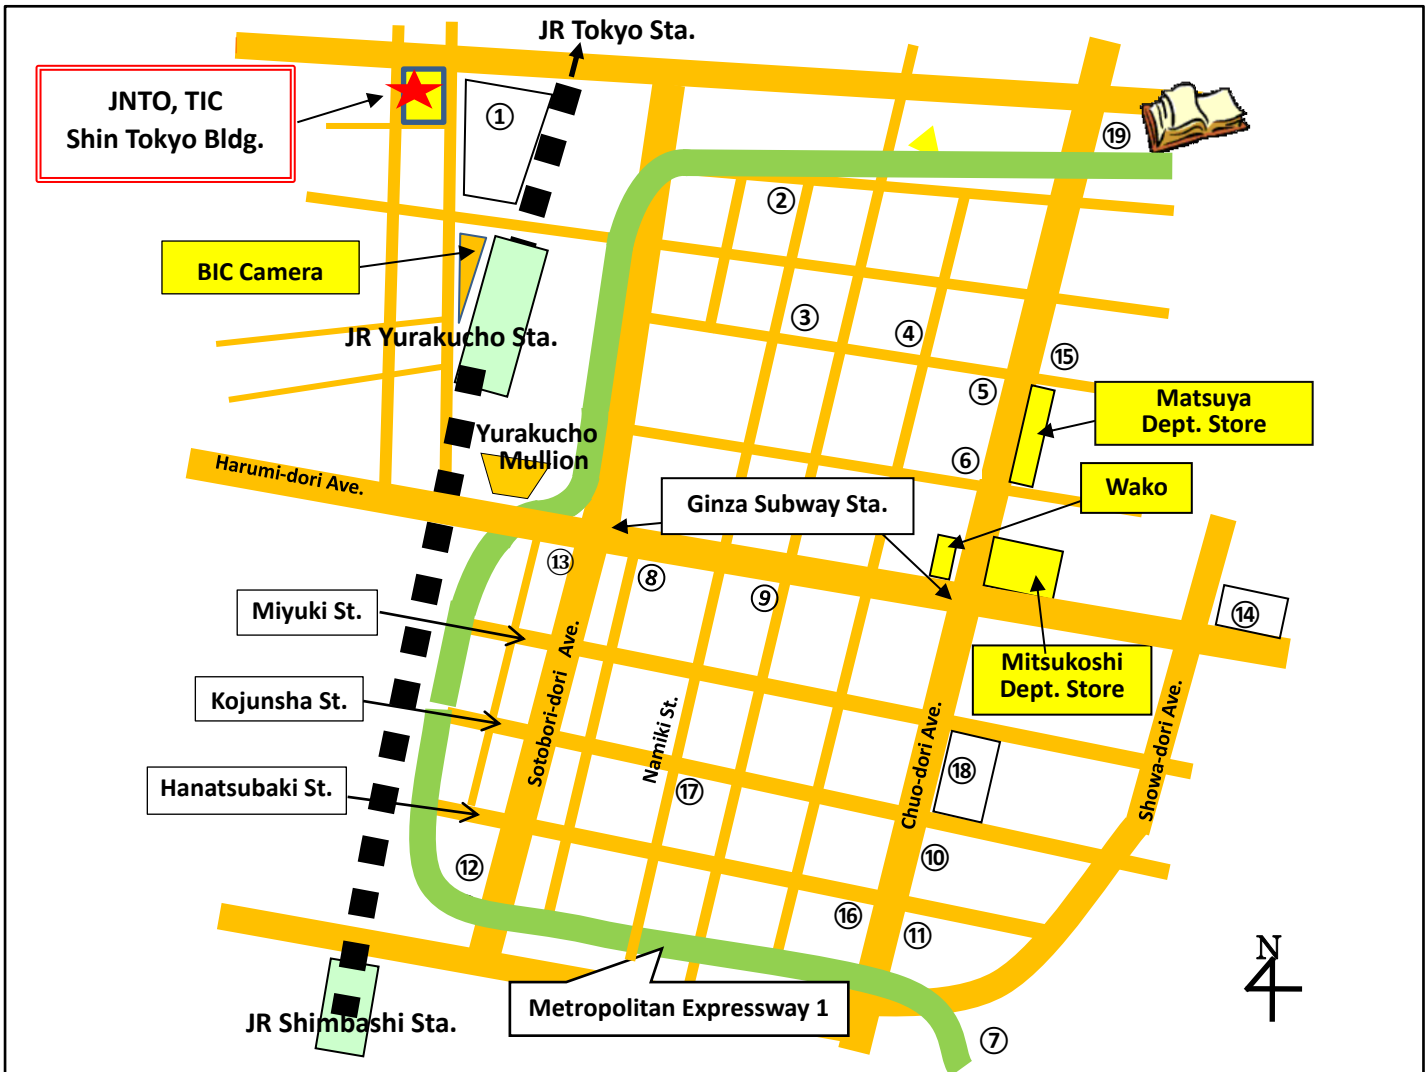 JR Tokyo Sta.
JNTO, TIC
Shin Tokyo Bldg.
①
⑲
②
BIC Camera
③
④
JR Yurakucho Sta.
⑮
⑤
Matsuya
Dept. Store
Yurakucho
Mullion
⑥
Harumi-dori Ave.
Wako
Ginza Subway Sta.
⑬
⑧
⑨
Miyuki St.
⑭
Mitsukoshi
Dept. Store
Kojunsha St.
Sotobori-dori Ave.
Namiki St.
Chuo-dori Ave.
Showa-dori Ave.
⑱
Hanatsubaki St.
⑰
⑩
⑫
⑯
⑪
N
Metropolitan Expressway 1
JR Shimbashi Sta.
⑦